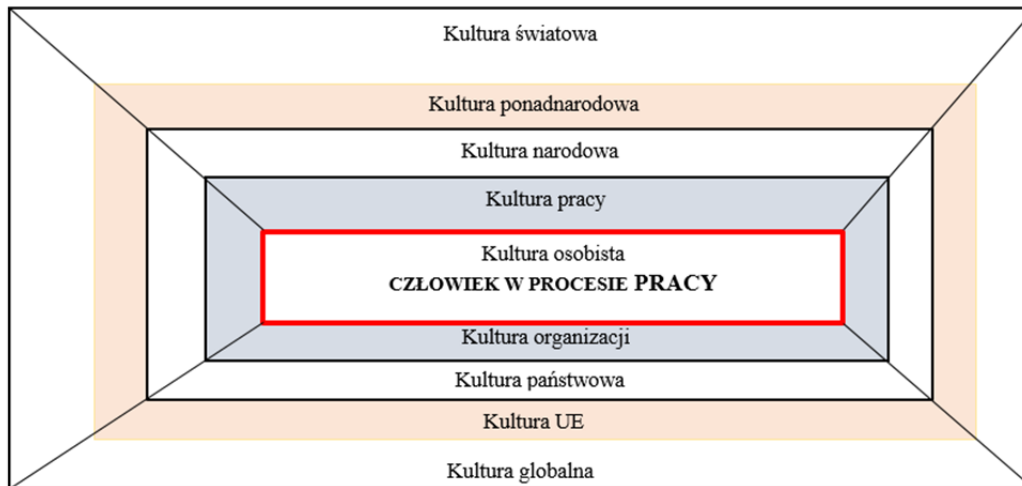 Kultura światowa
Kultura ponadnarodowa
Kultura narodowa
Kultura pracy
Kultura osobista
CZŁOWIEK W PROCESIE PRACY
Kultura organizacji
Kultura państwowa
Kultura UE
Kultura globalna